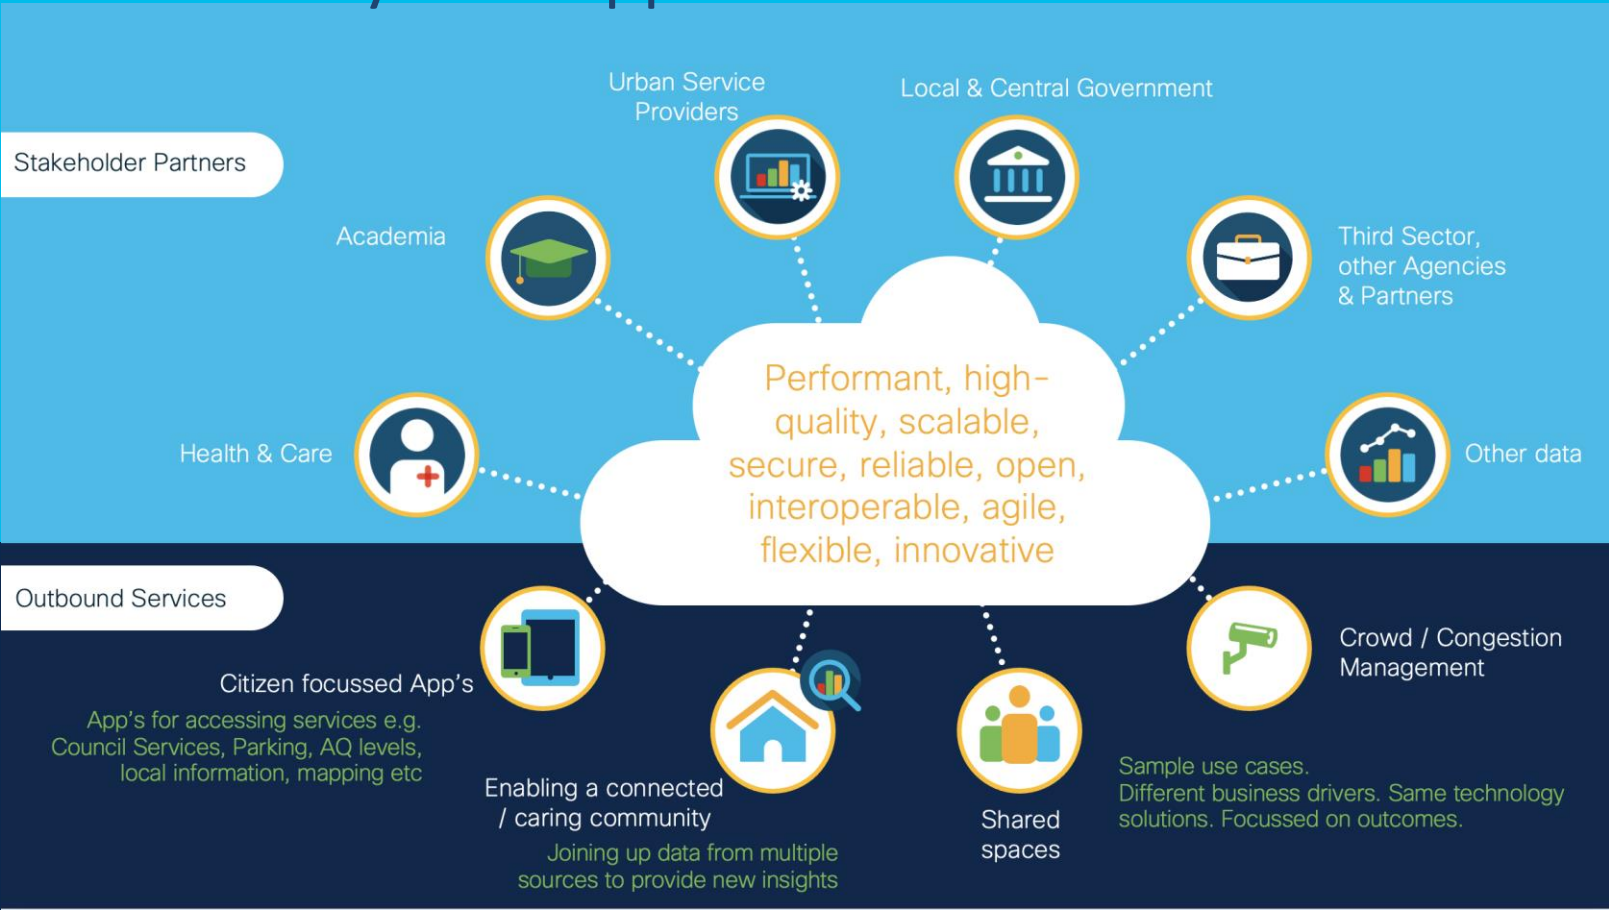 Urban Service
Providers
Local & Central Government
Stakeholder Partners
Academia
Third Sector,
other Agencies
& Partners
Performant, high-
quality, scalable,
secure, reliable, open,
interoperable, agile,
flexible, innovative
Health & Care
Other data
Outbound Services
Citizen focussed App's
App's for accessing services e.g.
Council Services, Parking, AQ levels,
local information, mapping etc
Enabling a connected
/ caring community
Joining up data from multiple
sources to provide new insights
Shared
spaces
Crowd / Congestion
Management
Sample use cases.
Different business drivers. Same technology
solutions. Focussed on outcomes.